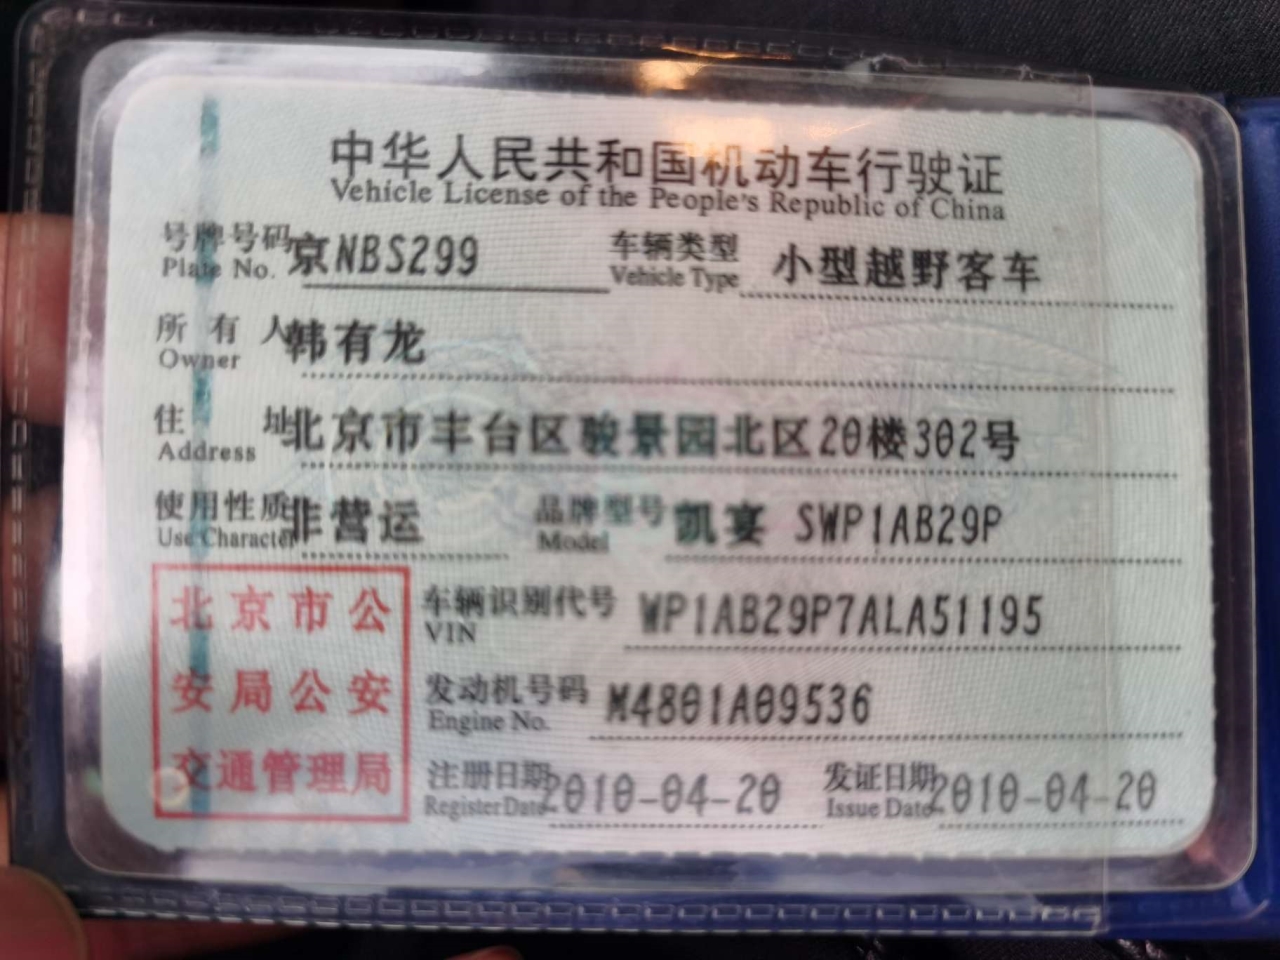 中华人民共和国机动车行驶证
Vehicle License of the People's Republic of China
号牌号码 京NBS299 车辆类型 小型越野客车
Plate No. Vehicle Type
所有人 韩有龙
Owner
住址 北京市丰台区骏景园北区20楼302号
Address
使用性质 非营运 品牌型号 凯宴 SWP1AB29P
Use Character Model
北京市公安局公安交通管理局
车辆识别代号 WP1AB29P7ALA51195
VIN
发动机号码 M4801A09536
Engine No.
注册日期 2010-04-20 发证日期 2010-04-20
Register Date Issue Date